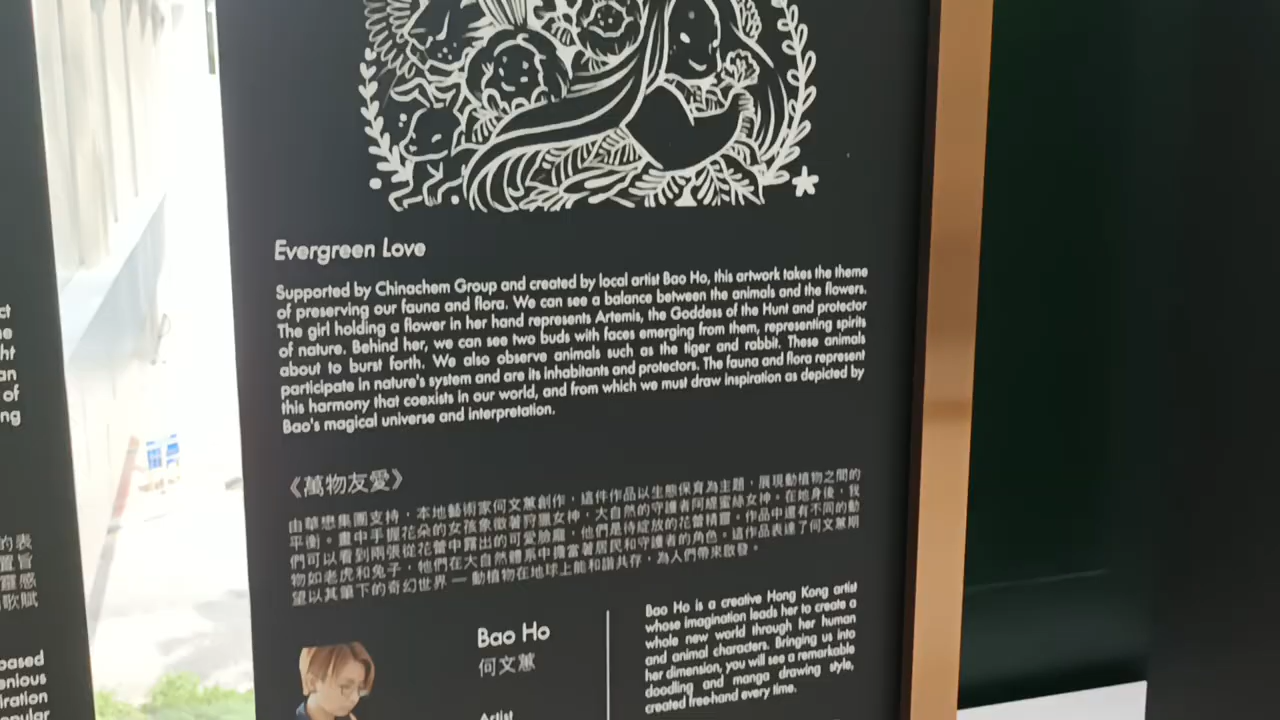 Evergreen Love
Supported by Chinachem Group and created by local artist Bao Ho, this artwork takes the theme
of preserving our fauna and flora. We can see a balance between the animals and the flowers.
The girl holding a flower in her hand represents Artemis, the Goddess of the Hunt and protector
of nature. Behind her, we can see two buds with faces emerging from them, representing spirits
about to burst forth. We also observe animals such as the tiger and rabbit. These animals
participate in nature's system and are its inhabitants and protectors. The fauna and flora represent
this harmony that coexists in our world, and from which we must draw inspiration as depicted by
Bao's magical universe and interpretation.
《萬物友愛》
由華懋集團支持，本地藝術家何文蕙創作，這件作品以生態保育為主題，展現動植物之間的
平衡。畫中手握花朵的女孩象徵著狩獵女神、大自然的守護者阿緹蜜絲女神。在她身後，我
們可以看到兩張從花蕾中露出的可愛臉龐，他們是待綻放的花蕾精靈。作品中還有不同的動
物如老虎和兔子，牠們在大自然體系中擔當著居民和守護者的角色。這作品表達了何文蕙期
望以其筆下的奇幻世界 — 動植物在地球上能和諧共存，為人們帶來啟發。
Bao Ho
何文蕙
Artist
Bao Ho is a creative Hong Kong artist
whose imagination leads her to create a
whole new world through her human
and animal characters. Bringing us into
her dimension, you will see a remarkable
doodling and manga drawing style,
created free-hand every time.
ct
ht
an
of
ng
的表
置旨
靈感
歌賦
based
enious
iration
opular